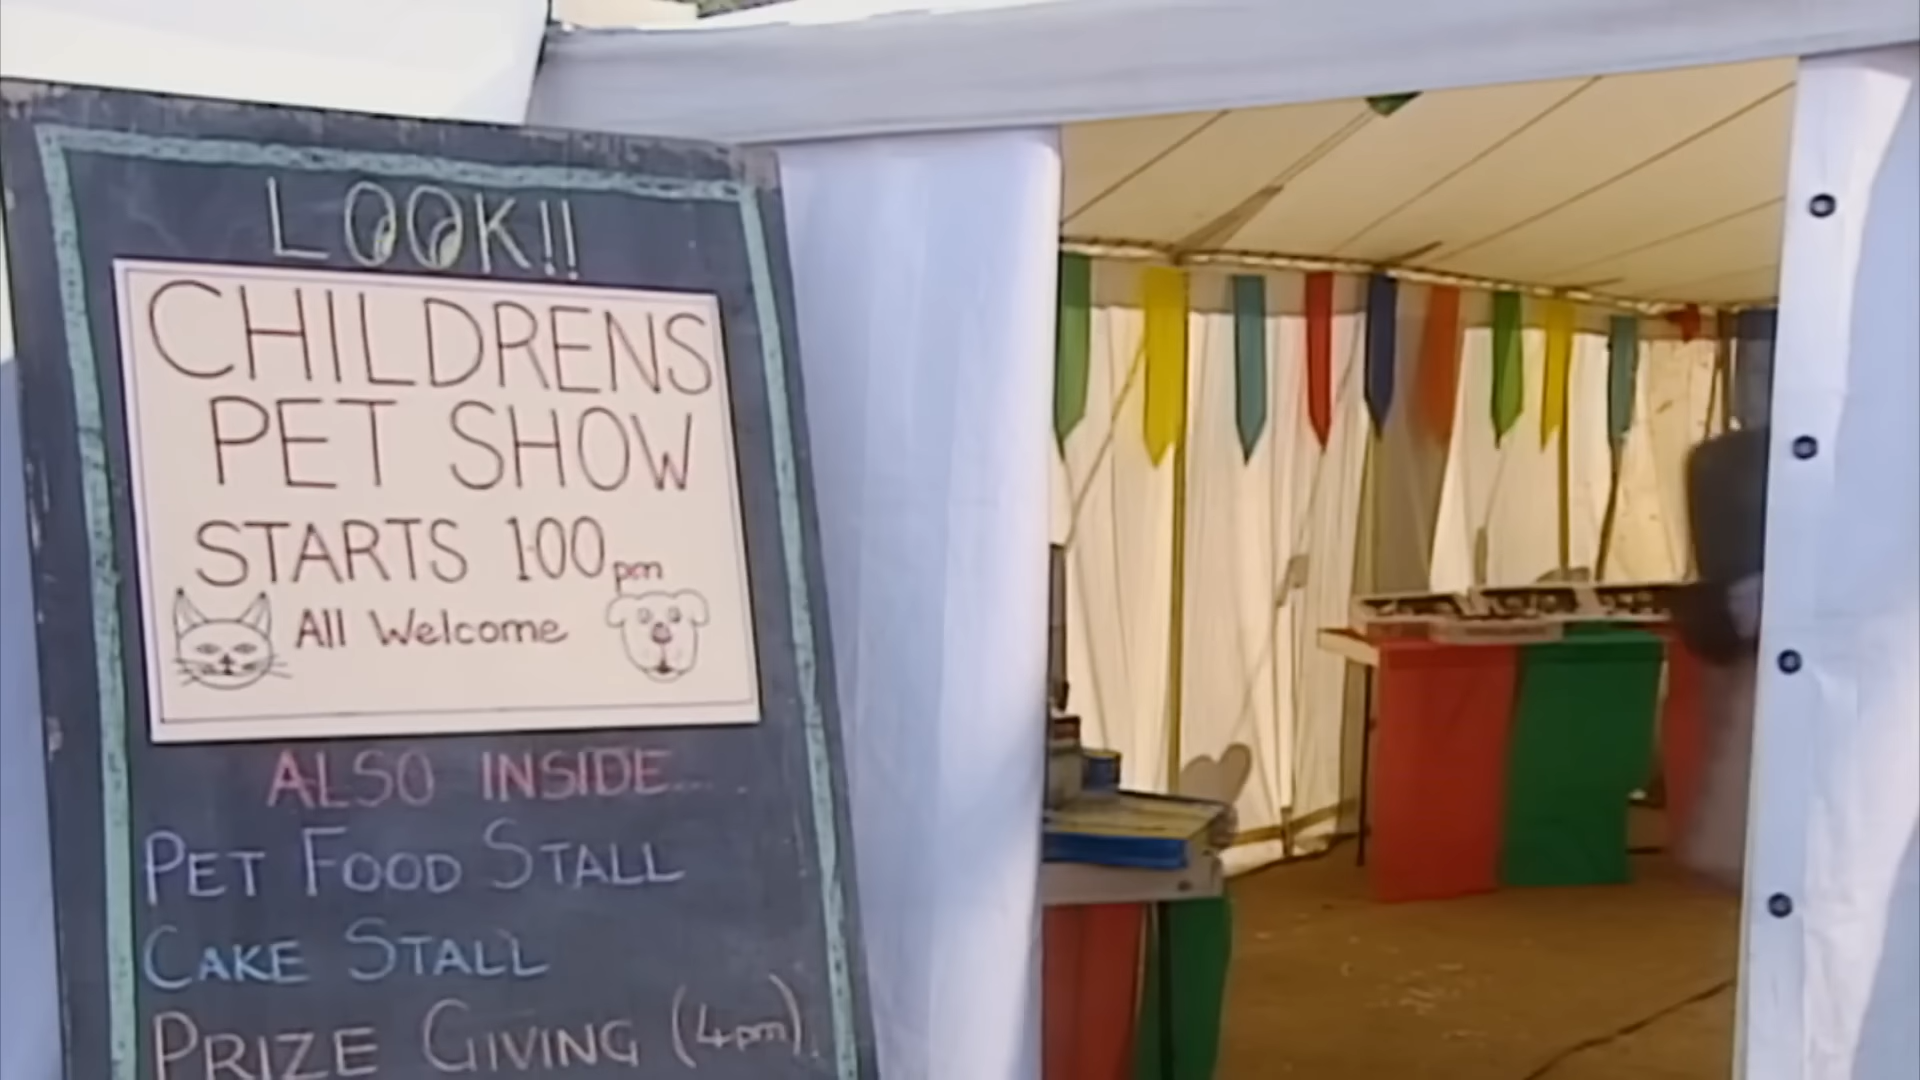 LOOK!!
CHILDRENS
PET SHOW
STARTS 1.00pm
All Welcome
ALSO INSIDE....
PET FOOD STALL
CAKE STALL
PRIZE GIVING (4pm).